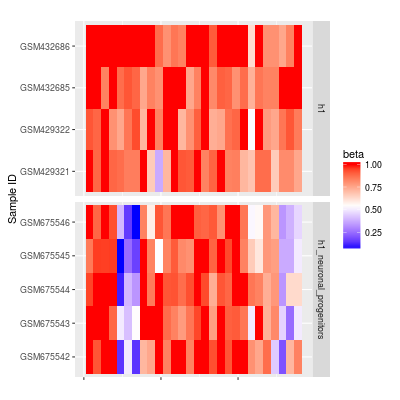 GSM432686
GSM432685
GSM429322
GSM429321
h1
GSM675546
GSM675545
GSM675544
GSM675543
GSM675542
h1_neuronal_progenitors
Sample ID
beta
1.00
0.75
0.50
0.25